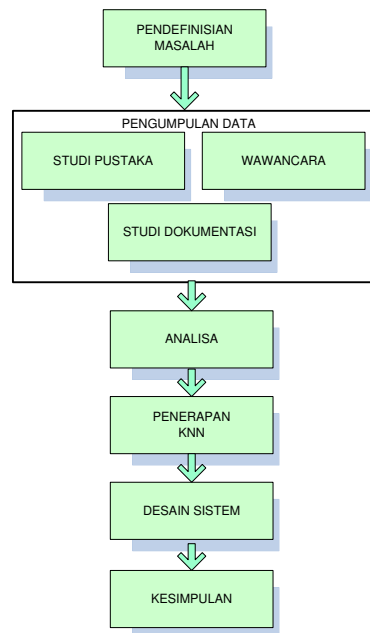 PENDEFINISIAN
MASALAH
PENGUMPULAN DATA
STUDI PUSTAKA
WAWANCARA
STUDI DOKUMENTASI
ANALISA
PENERAPAN
KNN
DESAIN SISTEM
KESIMPULAN